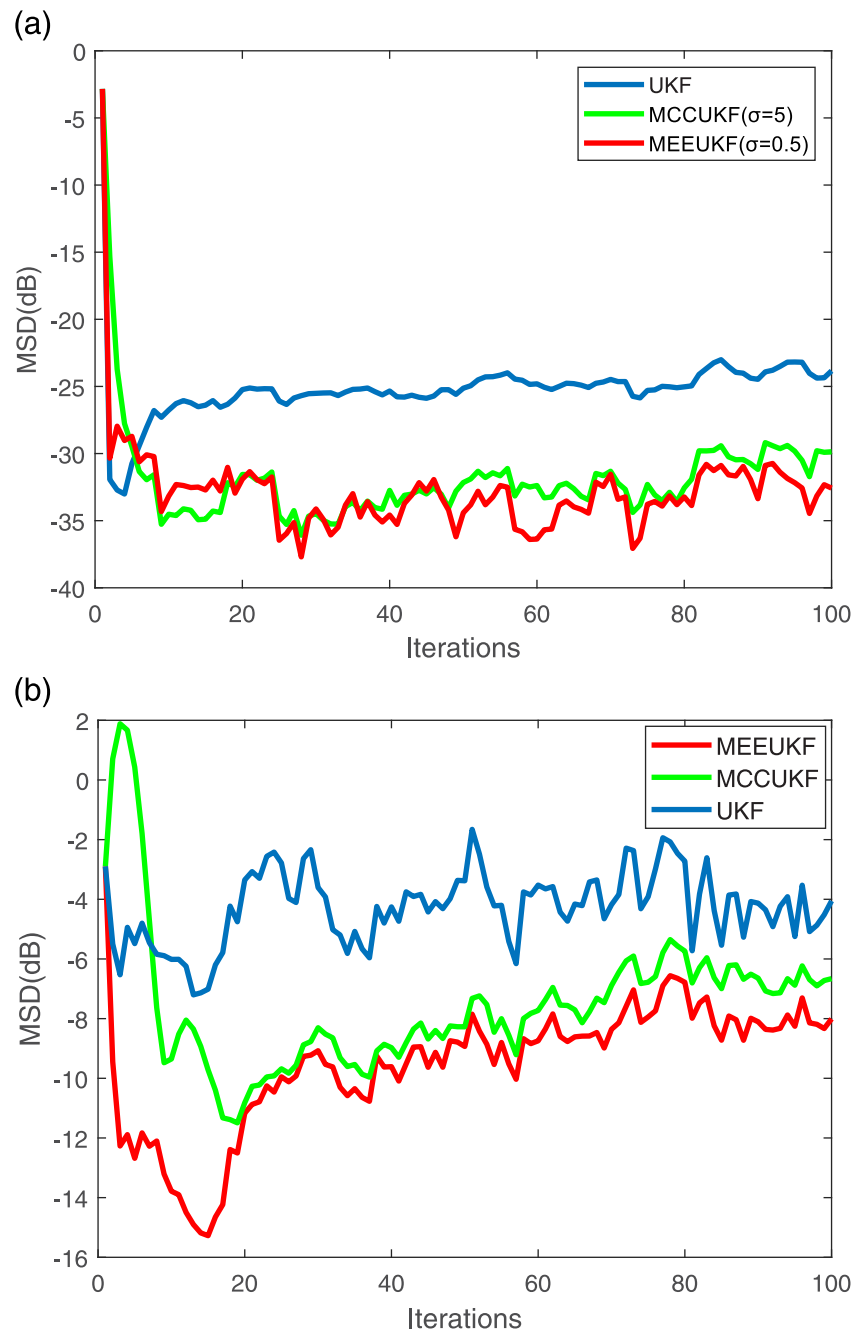 (a)
0
-5
-10
-15
-20
-25
-30
-35
-40
MSD(dB)
UKF
MCCUKF(σ=5)
MEEUKF(σ=0.5)
0 20 40 60 80 100
Iterations
(b)
2
0
-2
-4
-6
-8
-10
-12
-14
-16
MSD(dB)
MEEUKF
MCCUKF
UKF
0 20 40 60 80 100
Iterations